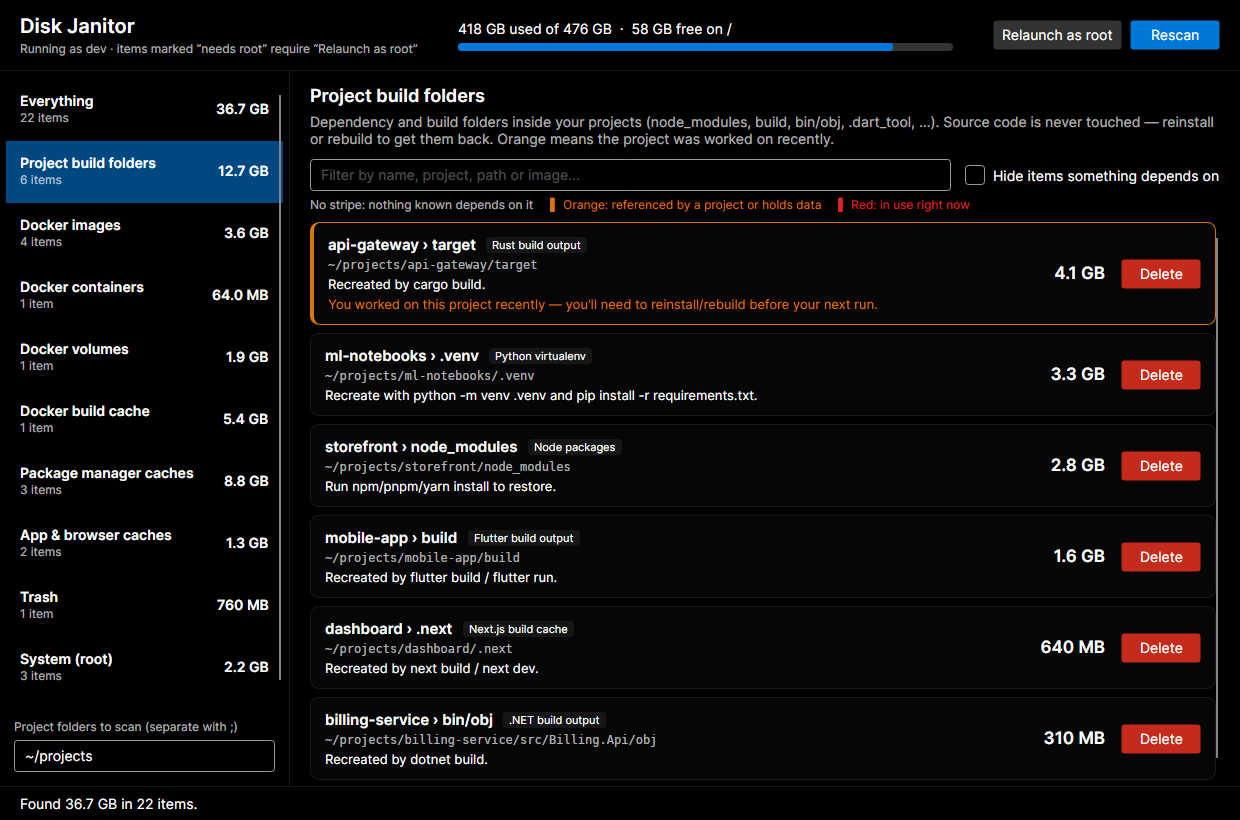 Disk Janitor
Running as dev · items marked “needs root” require “Relaunch as root”
418 GB used of 476 GB · 58 GB free on /
Relaunch as root
Rescan
Everything
22 items
36.7 GB
Project build folders
6 items
12.7 GB
Docker images
4 items
3.6 GB
Docker containers
1 item
64.0 MB
Docker volumes
1 item
1.9 GB
Docker build cache
1 item
5.4 GB
Package manager caches
3 items
8.8 GB
App & browser caches
2 items
1.3 GB
Trash
1 item
760 MB
System (root)
3 items
2.2 GB
Project folders to scan (separate with ;)
~/projects
Project build folders
Dependency and build folders inside your projects (node_modules, build, bin/obj, .dart_tool, ...). Source code is never touched — reinstall
or rebuild to get them back. Orange means the project was worked on recently.
Filter by name, project, path or image...
Hide items something depends on
No stripe: nothing known depends on it
Orange: referenced by a project or holds data
Red: in use right now
api-gateway › target Rust build output
~/projects/api-gateway/target
Recreated by cargo build.
You worked on this project recently — you'll need to reinstall/rebuild before your next run.
4.1 GB
Delete
ml-notebooks › .venv Python virtualenv
~/projects/ml-notebooks/.venv
Recreate with python -m venv .venv and pip install -r requirements.txt.
3.3 GB
Delete
storefront › node_modules Node packages
~/projects/storefront/node_modules
Run npm/pnpm/yarn install to restore.
2.8 GB
Delete
mobile-app › build Flutter build output
~/projects/mobile-app/build
Recreated by flutter build / flutter run.
1.6 GB
Delete
dashboard › .next Next.js build cache
~/projects/dashboard/.next
Recreated by next build / next dev.
640 MB
Delete
billing-service › bin/obj .NET build output
~/projects/billing-service/src/Billing.Api/obj
Recreated by dotnet build.
310 MB
Delete
Found 36.7 GB in 22 items.